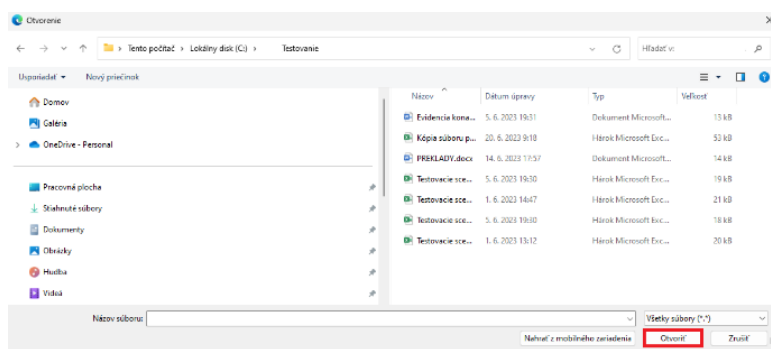 Otvorenie
Tento počítač › Lokálny disk (C:) › Testovanie
Hľadať v:
Usporiadať Nový priečinok
Domov
Galéria
OneDrive - Personal
Pracovná plocha
Stiahnuté súbory
Dokumenty
Obrázky
Hudba
Videá
Názov Dátum úpravy Typ Veľkosť
Evidencia kona... 5. 6. 2023 19:31 Dokument Microsoft... 13 kB
Kópia súboru p... 20. 6. 2023 9:18 Hárok Microsoft Exc... 53 kB
PREKLADY.docx 14. 6. 2023 17:57 Dokument Microsoft... 14 kB
Testovacie sce... 5. 6. 2023 19:30 Hárok Microsoft Exc... 19 kB
Testovacie sce... 1. 6. 2023 14:47 Hárok Microsoft Exc... 21 kB
Testovacie sce... 5. 6. 2023 19:30 Hárok Microsoft Exc... 18 kB
Testovacie sce... 1. 6. 2023 13:12 Hárok Microsoft Exc... 20 kB
Názov súboru: Všetky súbory (*.*)
Nahrať z mobilného zariadenia Otvoriť Zrušiť